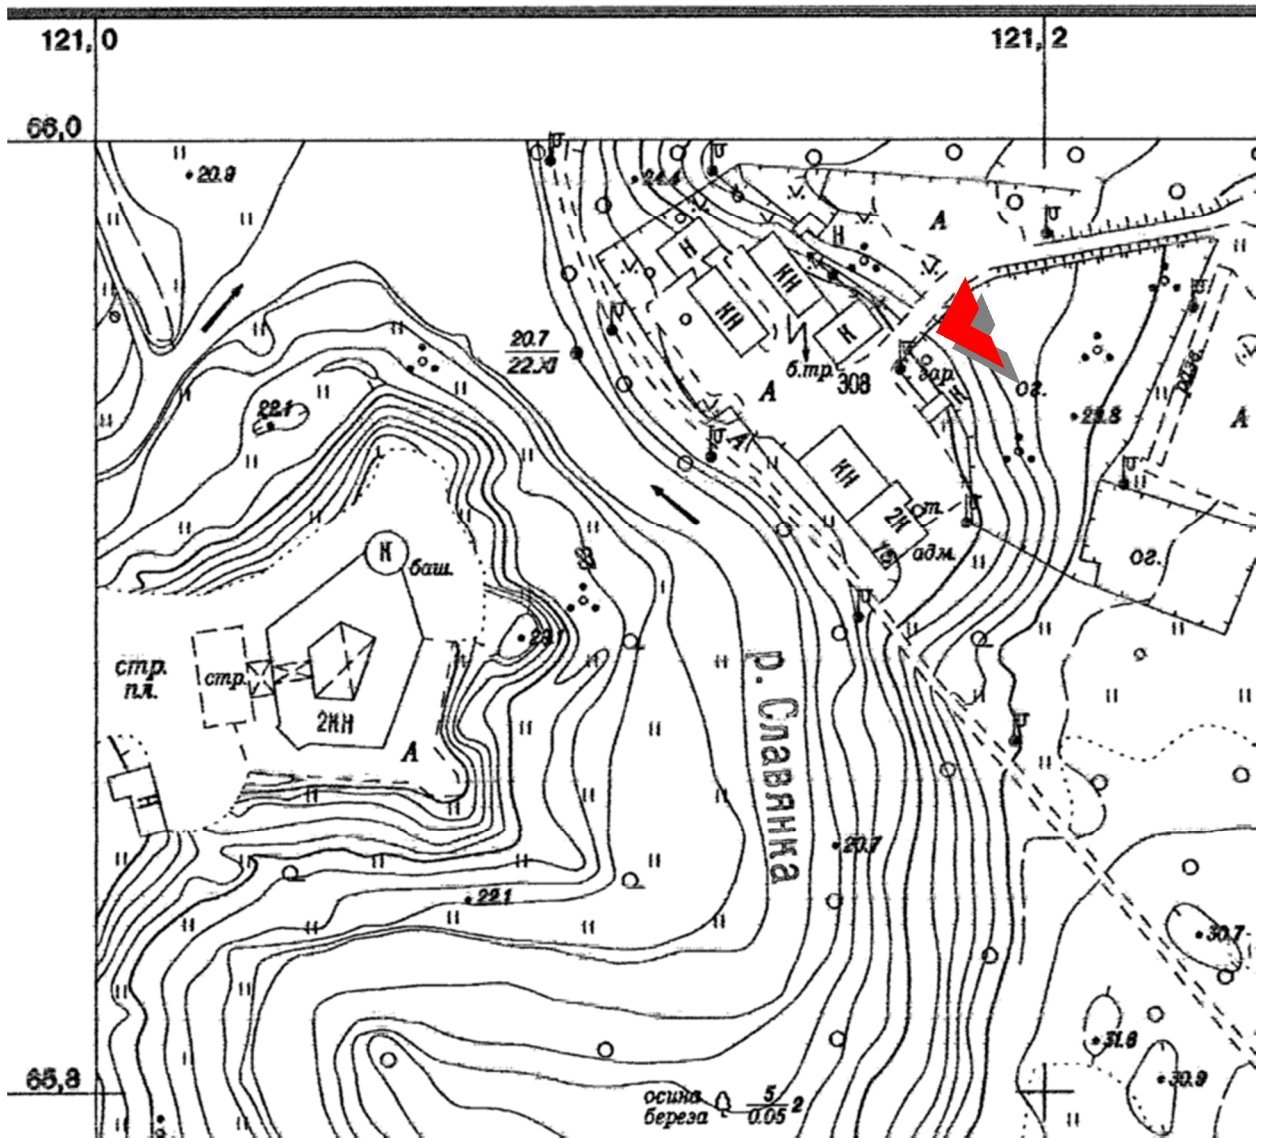 121,0
121,2
66,0
20.9
24.4
Н
А
Н
КН
КН
К
б.тр.
308
А
гар.
Н
ог.
23.8
А
20.7
22.XI
22.1
А
КН
2Н
т.
адм.
ог.
Н
баш.
23.1
стр.
пл.
стр.
2КН
А
Н
р. Славянка
20.7
22.1
30.7
31.6
30.9
65,8
осина
береза
5
0.05 2